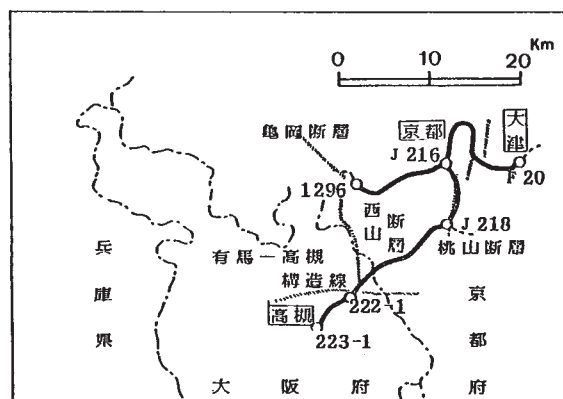 Km
0 10 20
亀岡断層
京都
大津
J 216
F 20
1296
西山断層
J 218
桃山断層
有馬－高槻
構造線
高槻
222-1
223-1
兵庫県
大阪府
京都府